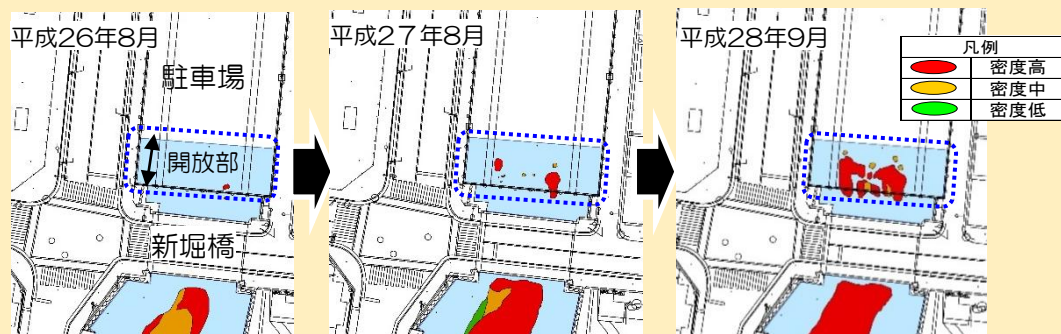 平成26年8月
駐車場
開放部
新堀橋
平成27年8月
平成28年9月
凡例
密度高
密度中
密度低